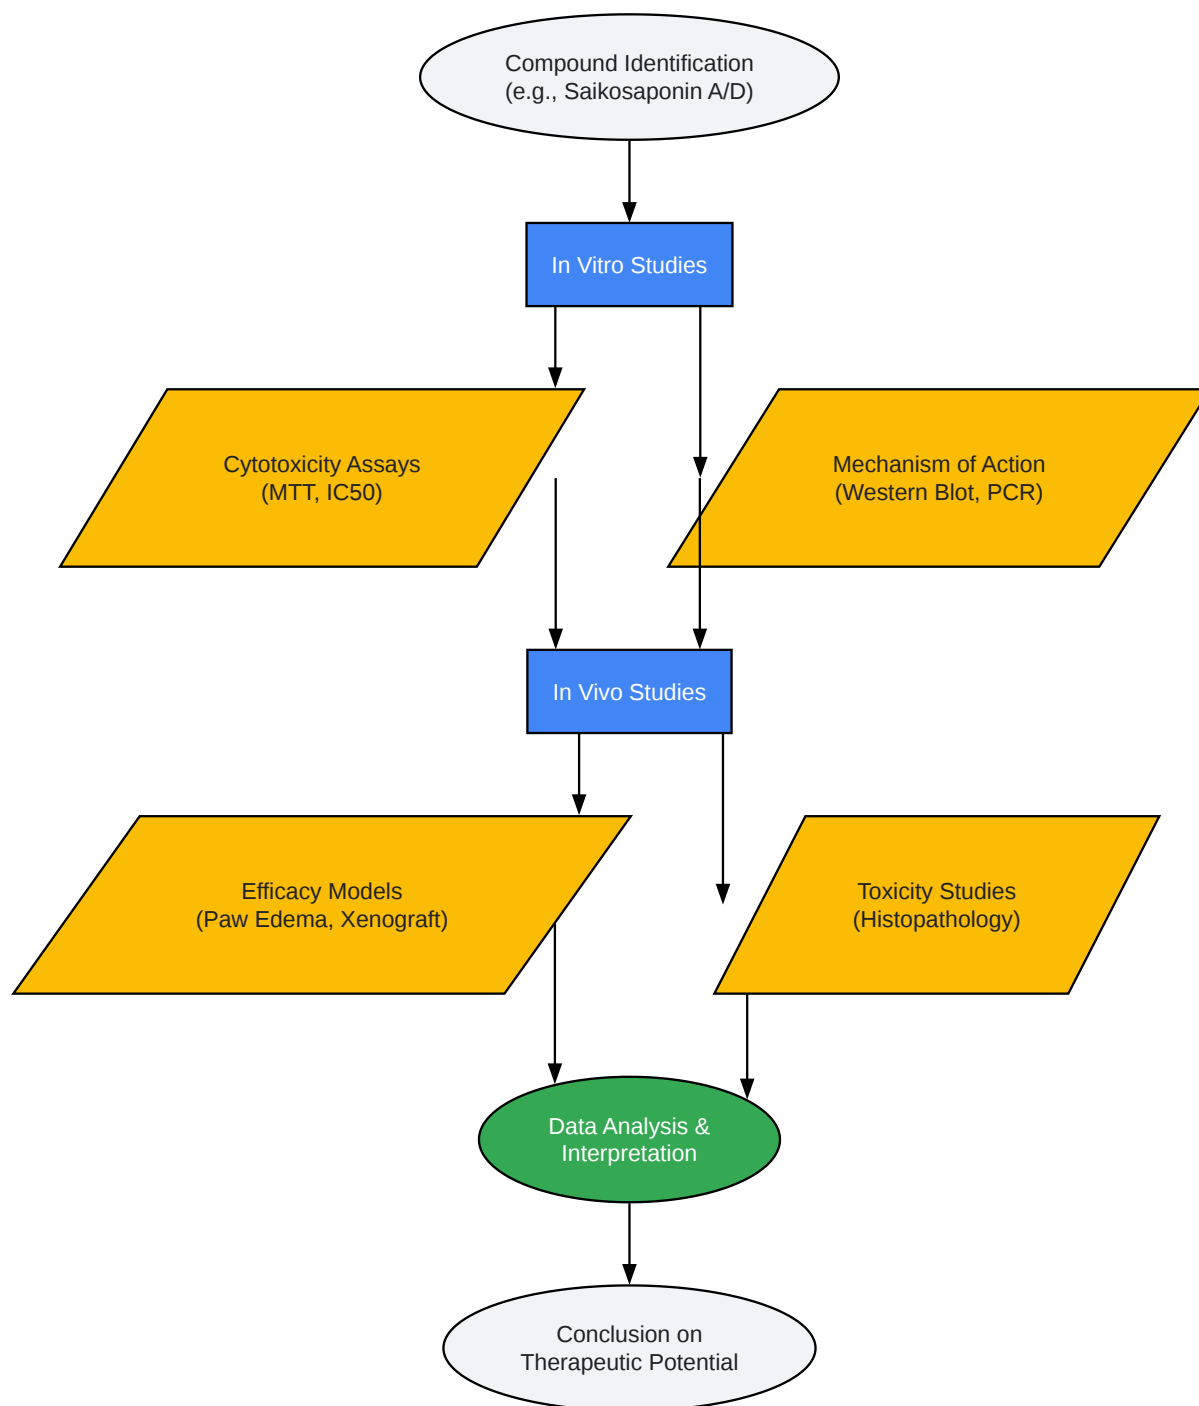 Compound Identification
(e.g., Saikosaponin A/D)
In Vitro Studies
Cytotoxicity Assays
(MTT, IC50)
Mechanism of Action
(Western Blot, PCR)
In Vivo Studies
Efficacy Models
(Paw Edema, Xenograft)
Toxicity Studies
(Histopathology)
Data Analysis &
Interpretation
Conclusion on
Therapeutic Potential